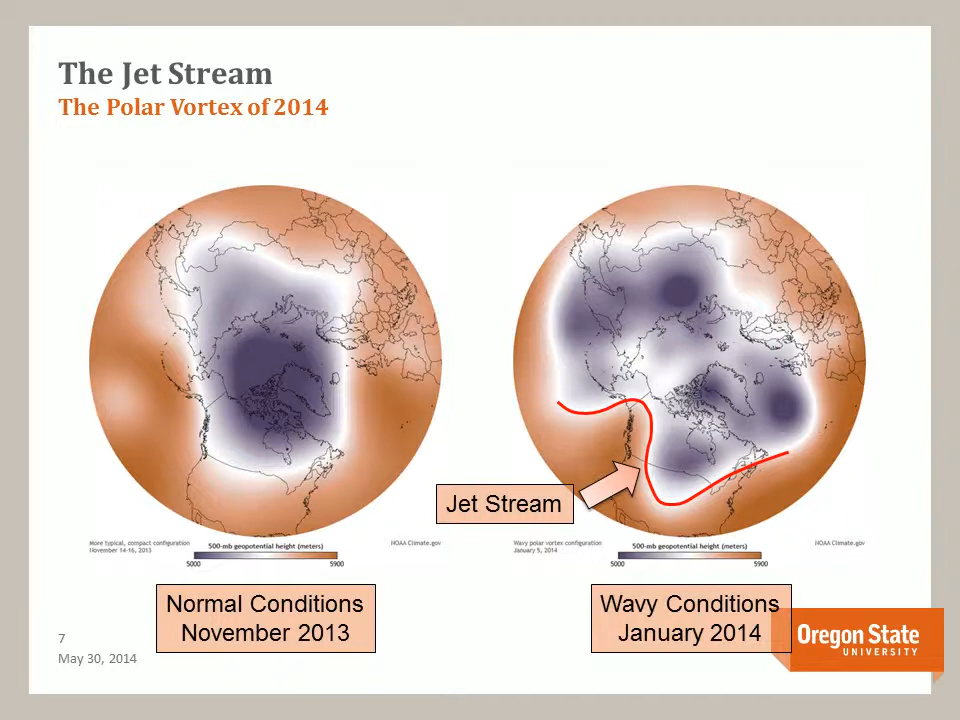 The Jet Stream
The Polar Vortex of 2014
Jet Stream
More typical, compact configuration
November 14-16, 2013
500-mb geopotential height (meters)
5000
5900
NOAA Climate.gov
Wavy polar vortex configuration
January 5, 2014
500-mb geopotential height (meters)
5000
5900
NOAA Climate.gov
Normal Conditions
November 2013
Wavy Conditions
January 2014
7
May 30, 2014
Oregon State
UNIVERSITY